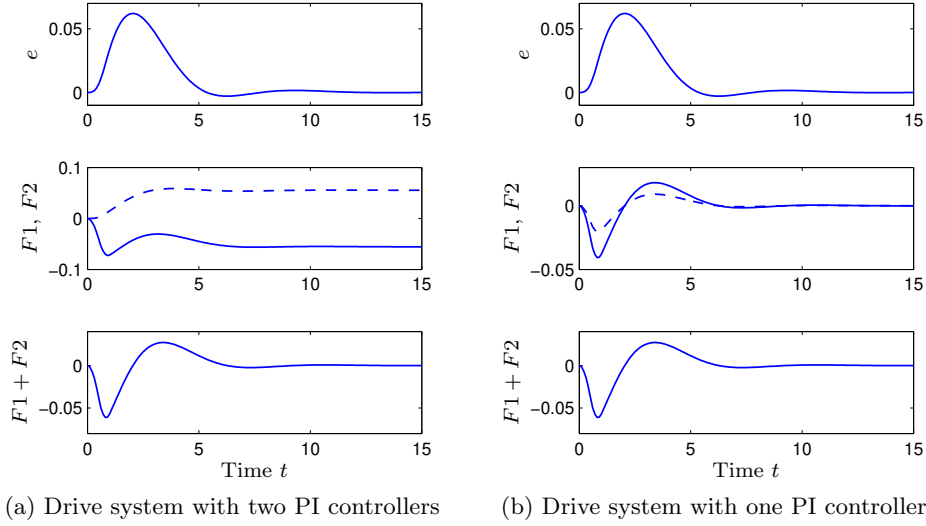 0.05
0
e
0 5 10 15
0.1
0
−0.1
F1, F2
0 5 10 15
0
−0.05
F1 + F2
0 5 10 15
Time t
(a) Drive system with two PI controllers
0.05
0
e
0 5 10 15
0
−0.05
F1, F2
0 5 10 15
0
−0.05
F1 + F2
0 5 10 15
Time t
(b) Drive system with one PI controller